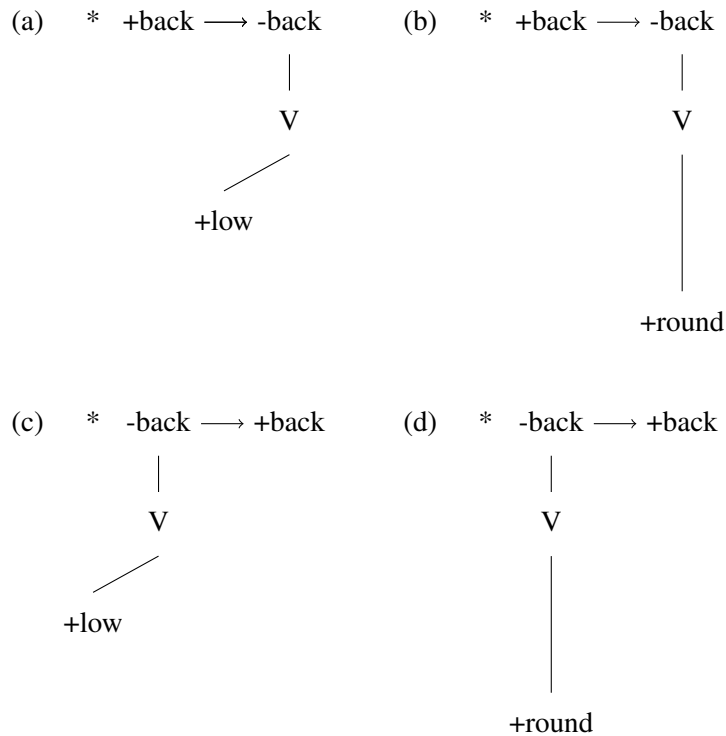 (a) * +back ⟶ -back (b) * +back ⟶ -back
V V
+low
+round
(c) * -back ⟶ +back (d) * -back ⟶ +back
V V
+low
+round